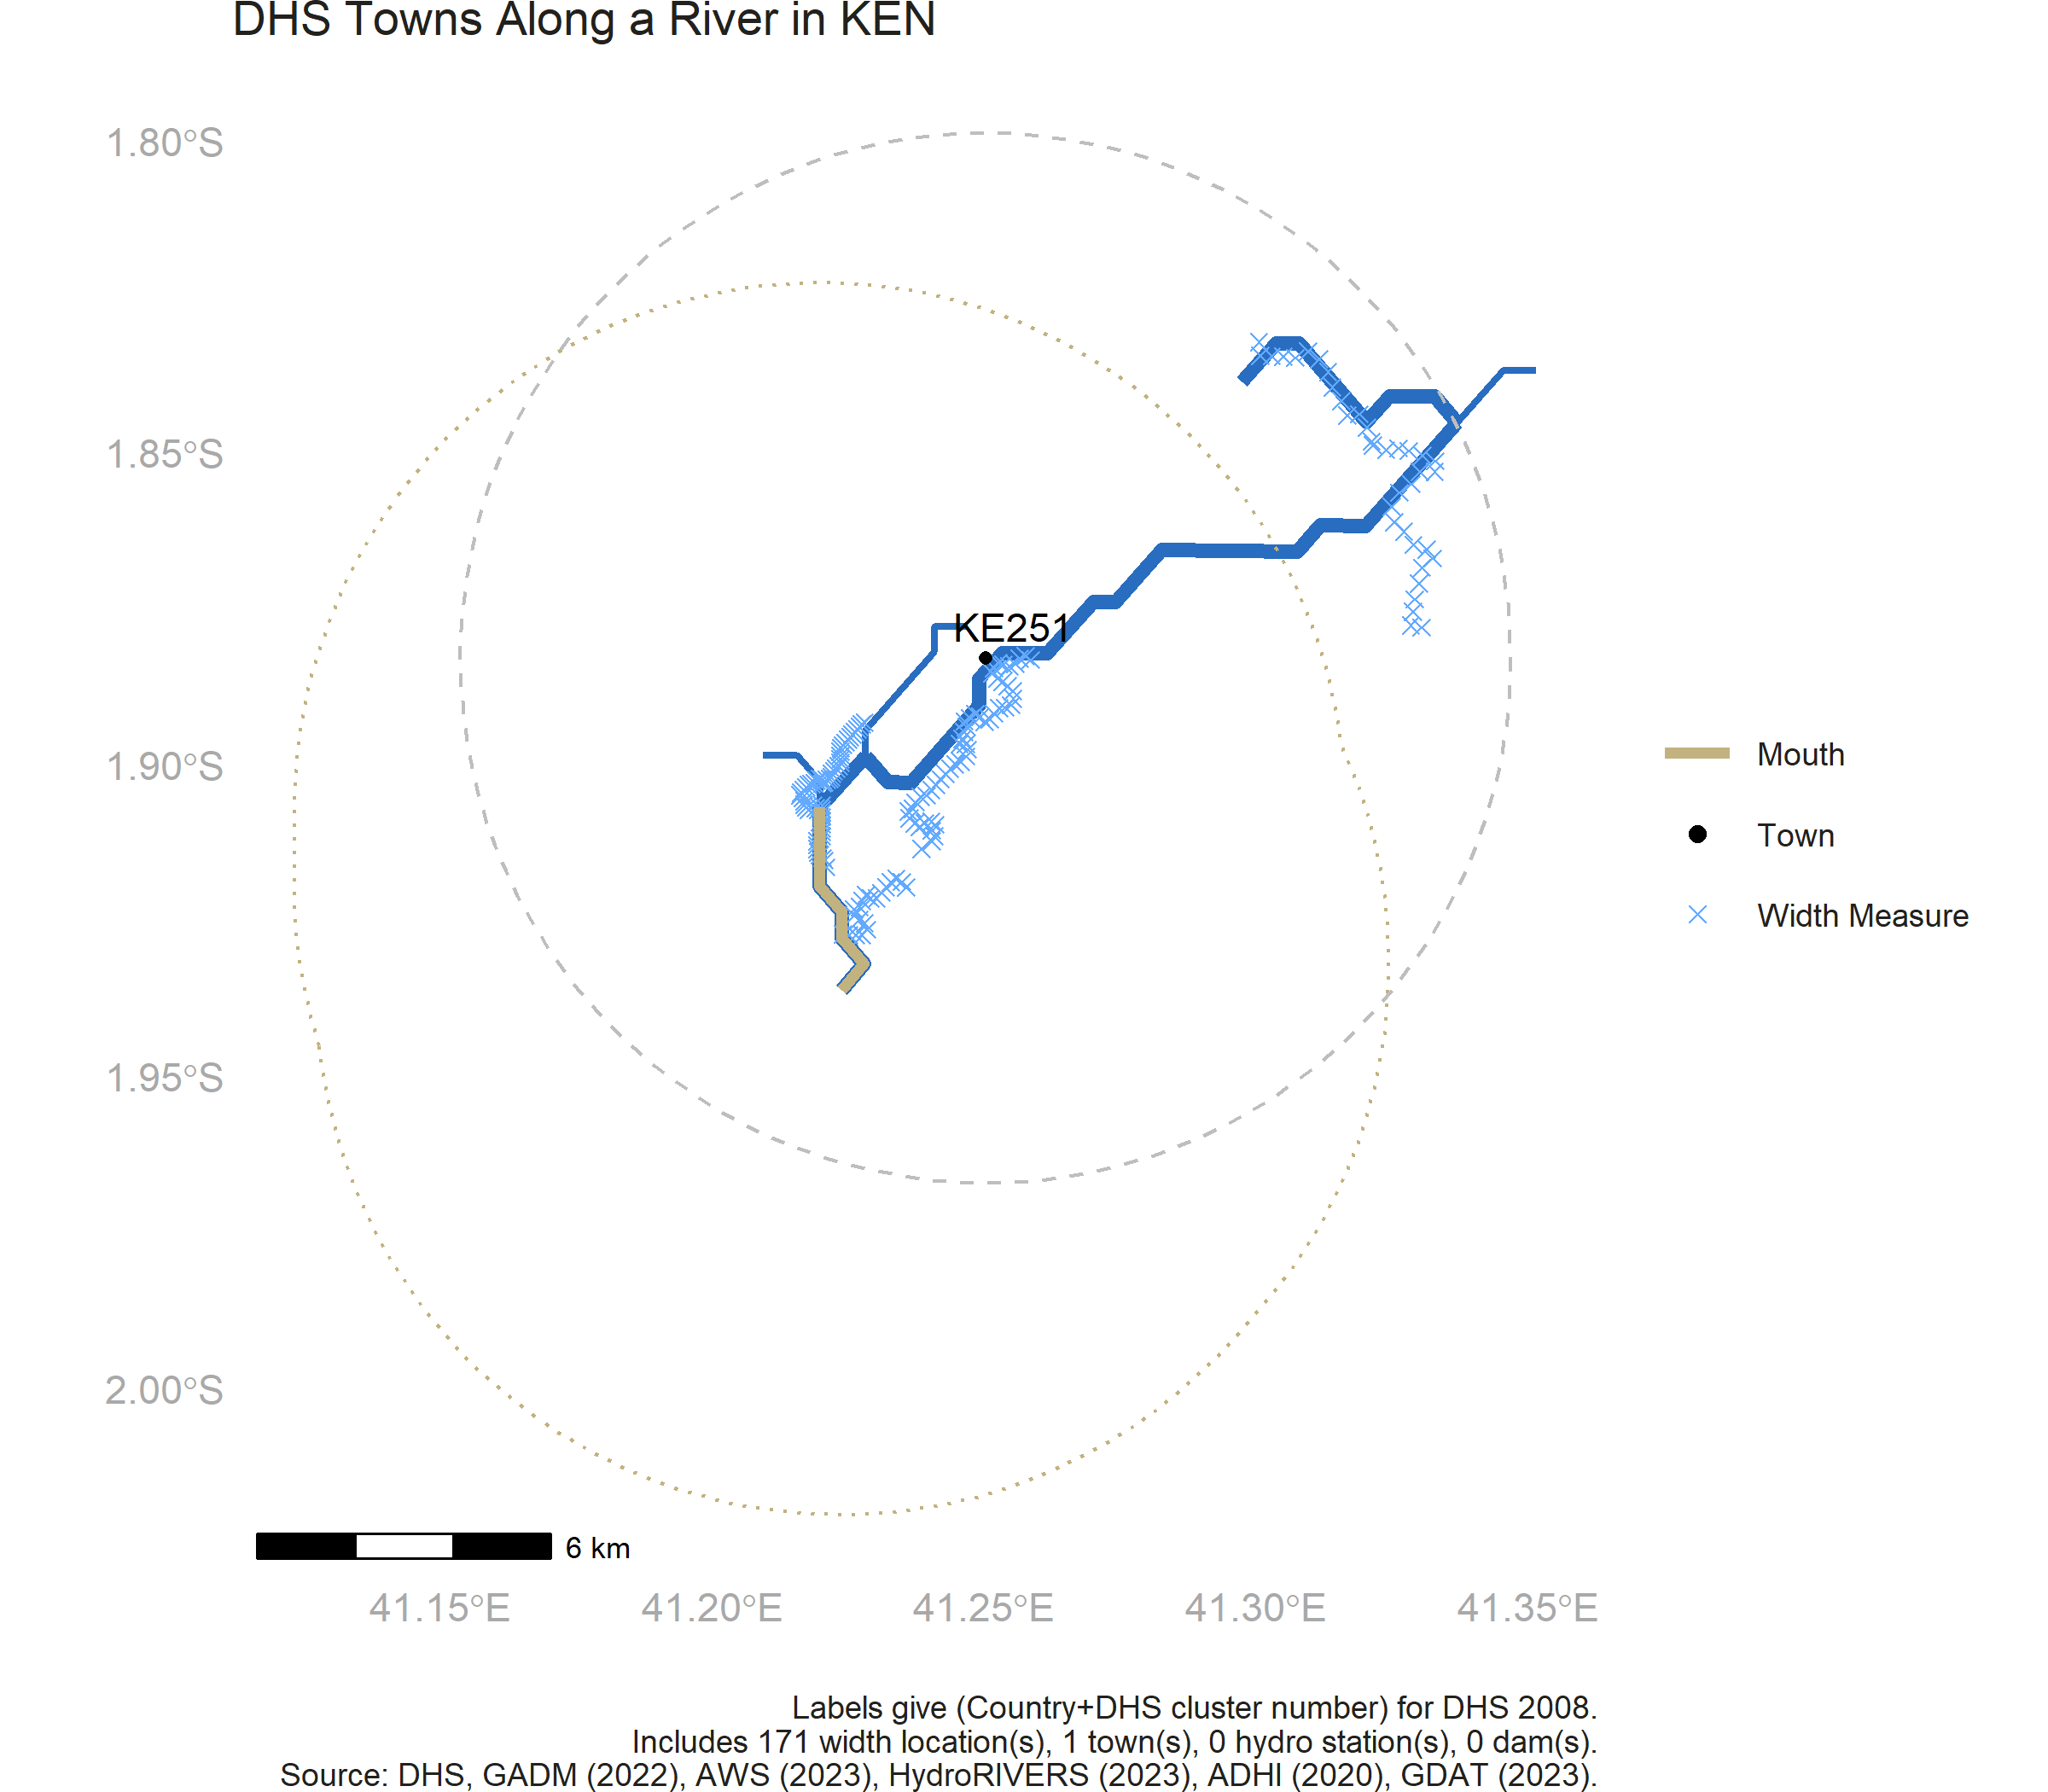 DHS Towns Along a River in KEN
1.80°S
1.85°S
1.90°S
1.95°S
2.00°S
KE251
Mouth
Town
Width Measure
6 km
41.15°E 41.20°E 41.25°E 41.30°E 41.35°E
Labels give (Country+DHS cluster number) for DHS 2008.
Includes 171 width location(s), 1 town(s), 0 hydro station(s), 0 dam(s).
Source: DHS, GADM (2022), AWS (2023), HydroRIVERS (2023), ADHI (2020), GDAT (2023).